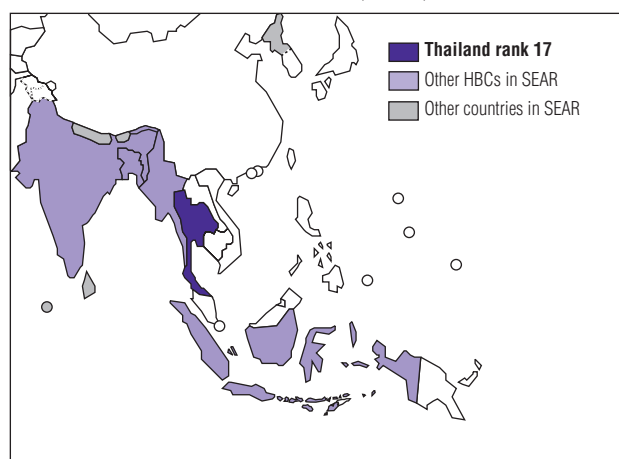 Thailand rank 17
Other HBCs in SEAR
Other countries in SEAR